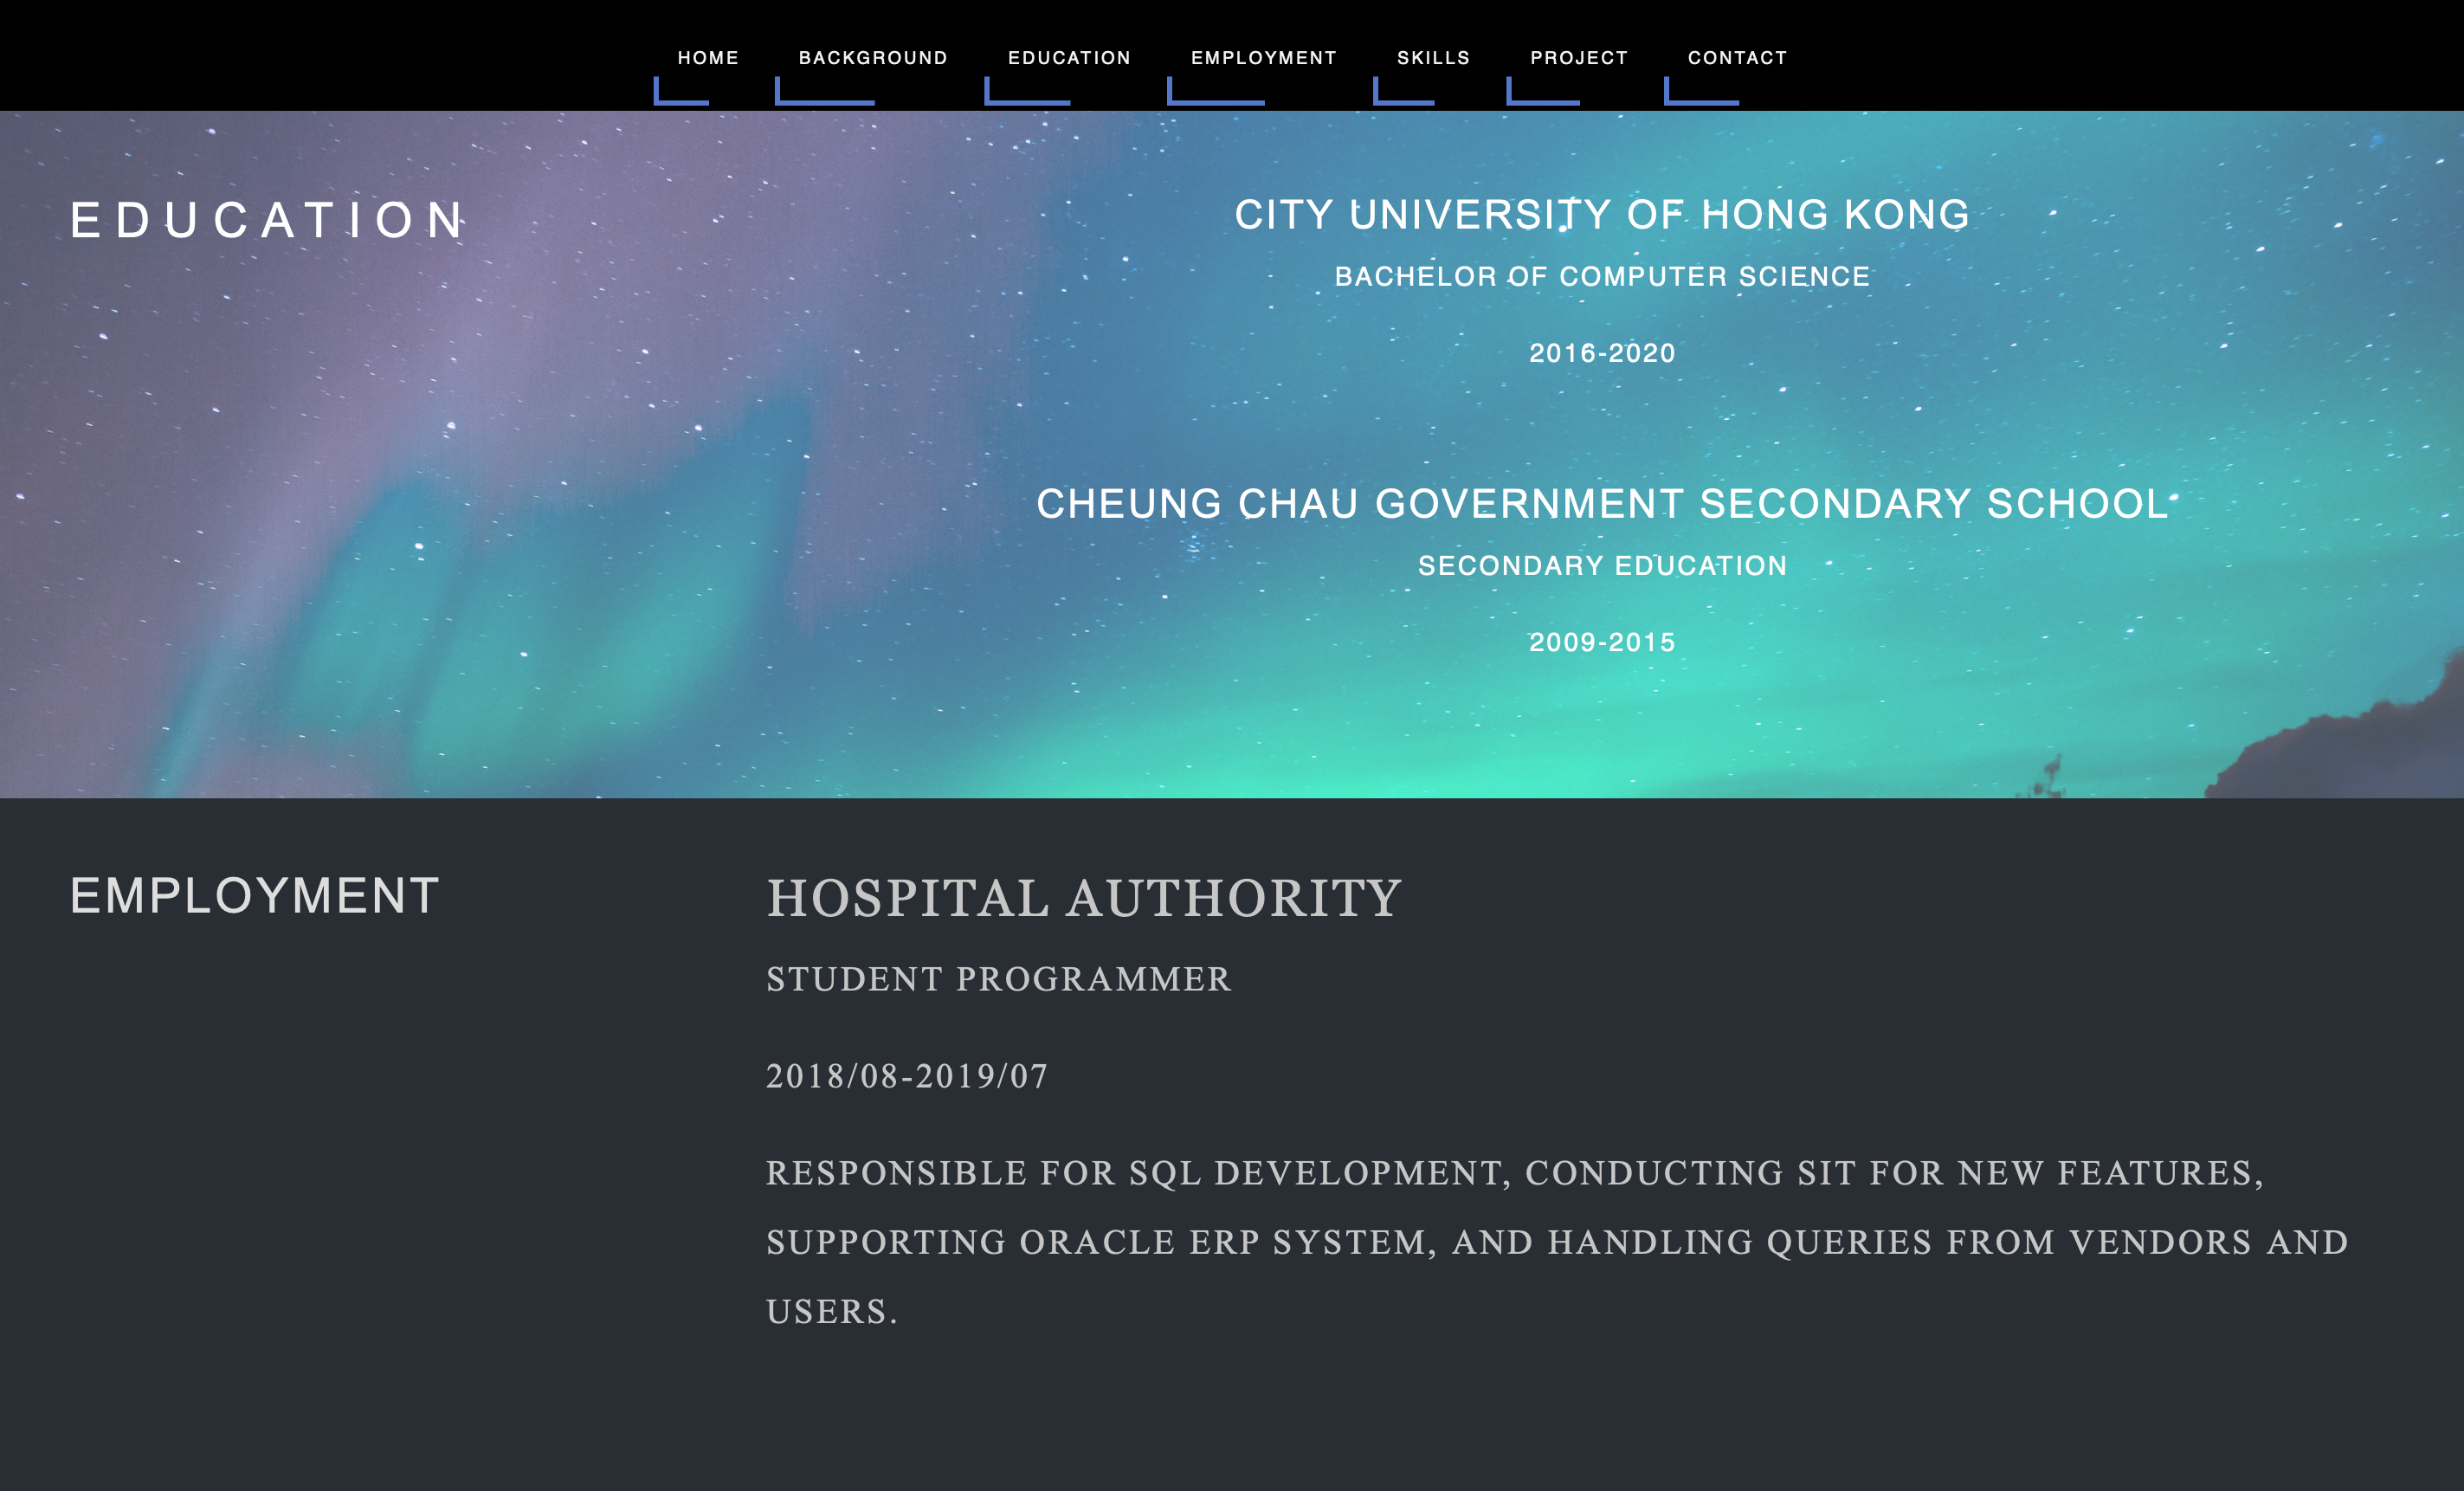 HOME BACKGROUND EDUCATION EMPLOYMENT SKILLS PROJECT CONTACT
EDUCATION
CITY UNIVERSITY OF HONG KONG
BACHELOR OF COMPUTER SCIENCE
2016-2020
CHEUNG CHAU GOVERNMENT SECONDARY SCHOOL
SECONDARY EDUCATION
2009-2015
EMPLOYMENT
HOSPITAL AUTHORITY
STUDENT PROGRAMMER
2018/08-2019/07
RESPONSIBLE FOR SQL DEVELOPMENT, CONDUCTING SIT FOR NEW FEATURES,
SUPPORTING ORACLE ERP SYSTEM, AND HANDLING QUERIES FROM VENDORS AND
USERS.